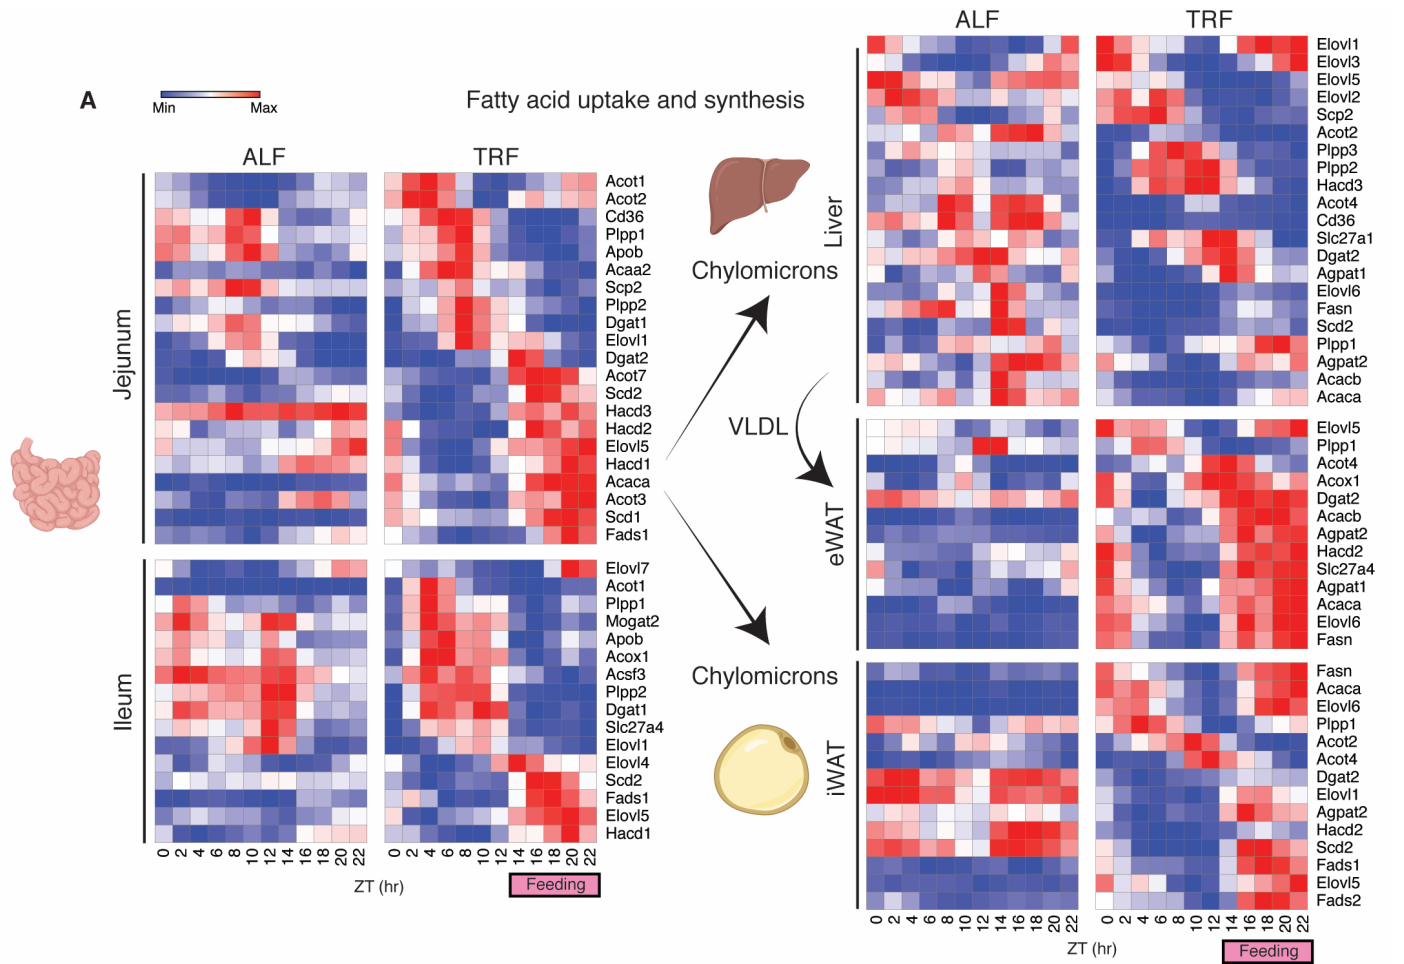 A
Min
Max
Fatty acid uptake and synthesis
ALF
TRF
Jejunum
Acot1
Acot2
Cd36
Plpp1
Apob
Acaa2
Scp2
Plpp2
Dgat1
Elovl1
Dgat2
Acot7
Scd2
Hacd3
Hacd2
Elovl5
Hacd1
Acaca
Acot3
Scd1
Fads1
Ileum
Elovl7
Acot1
Plpp1
Mogat2
Apob
Acox1
Acsf3
Plpp2
Dgat1
Slc27a4
Elovl1
Elovl4
Scd2
Fads1
Elovl5
Hacd1
0 2 4 6 8 10 12 14 16 18 20 22
0 2 4 6 8 10 12 14 16 18 20 22
ZT (hr)
Feeding
Chylomicrons
VLDL
Chylomicrons
ALF
TRF
Liver
Elovl1
Elovl3
Elovl5
Elovl2
Scp2
Acot2
Plpp3
Plpp2
Hacd3
Acot4
Cd36
Slc27a1
Dgat2
Agpat1
Elovl6
Fasn
Scd2
Plpp1
Agpat2
Acacb
Acaca
eWAT
Elovl5
Plpp1
Acot4
Acox1
Dgat2
Acacb
Agpat2
Hacd2
Slc27a4
Agpat1
Acaca
Elovl6
Fasn
iWAT
Fasn
Acaca
Elovl6
Plpp1
Acot2
Acot4
Dgat2
Elovl1
Agpat2
Hacd2
Scd2
Fads1
Elovl5
Fads2
0 2 4 6 8 10 12 14 16 18 20 22
0 2 4 6 8 10 12 14 16 18 20 22
ZT (hr)
Feeding